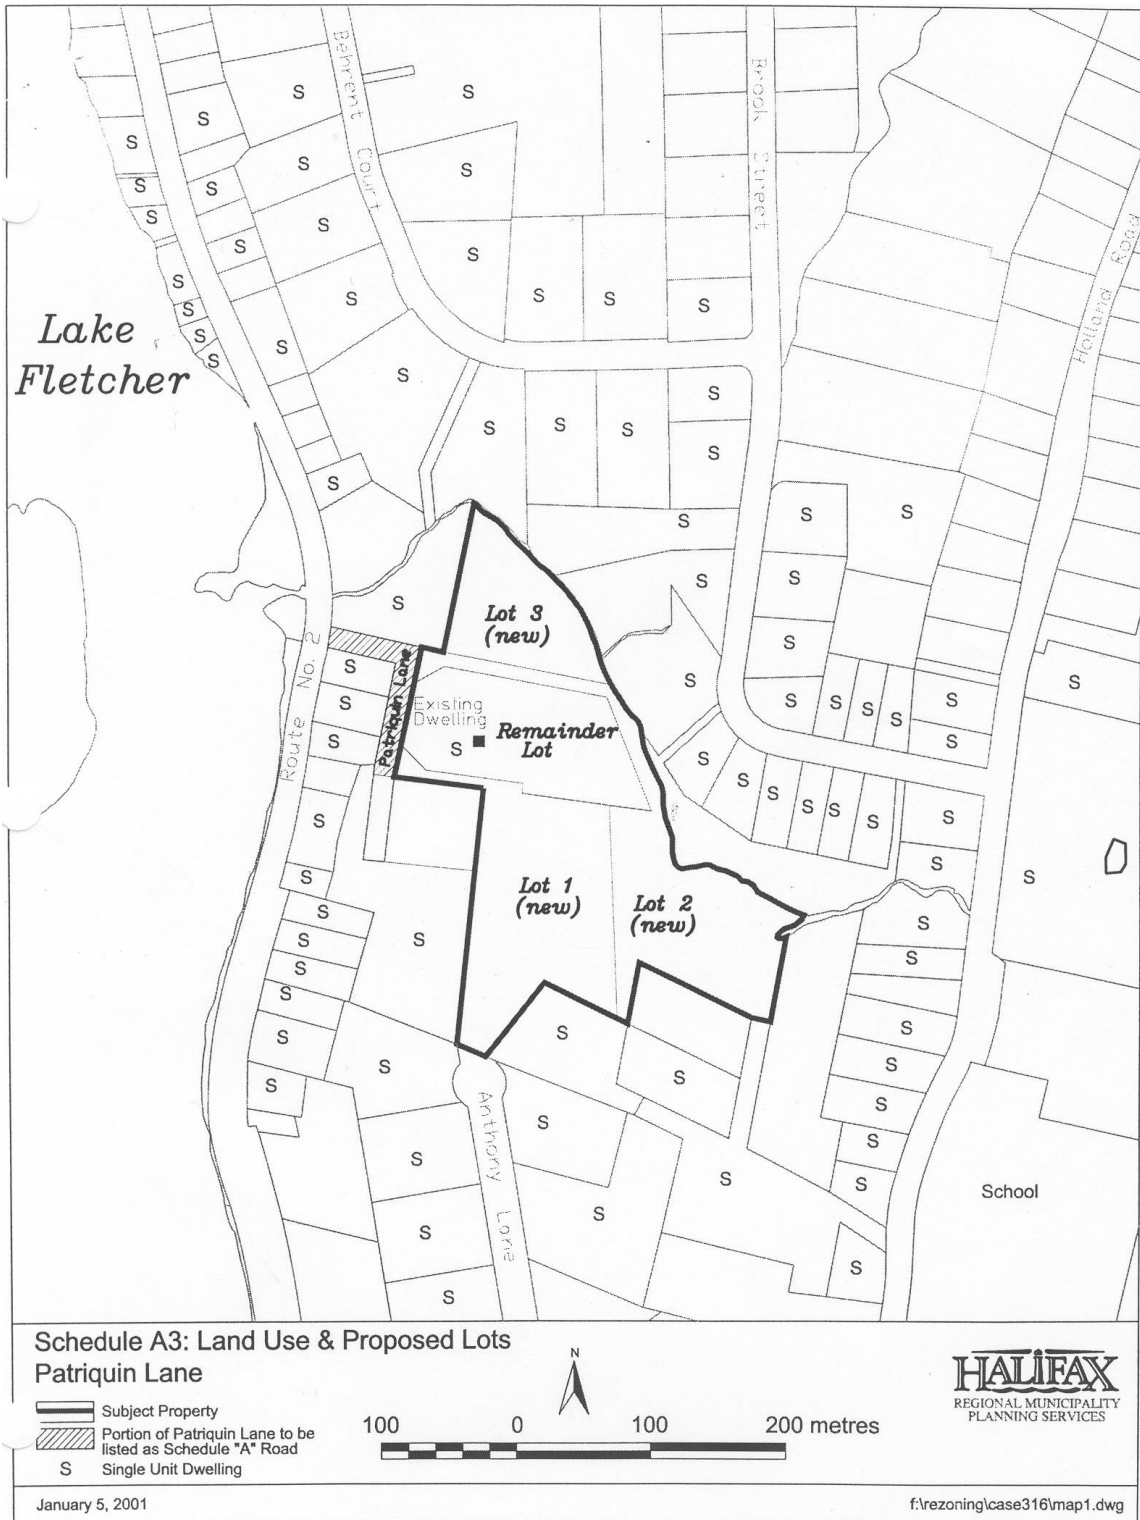 Behrent Court
Brook Street
Holland Road
Lake
Fletcher
Route No. 2
Patriquin Lane
Lot 3
(new)
Existing
Dwelling
S
Remainder
Lot
Lot 1
(new)
Lot 2
(new)
Anthony Lane
School
Schedule A3: Land Use & Proposed Lots
Patriquin Lane
Subject Property
Portion of Patriquin Lane to be
listed as Schedule "A" Road
S Single Unit Dwelling
N
100 0 100 200 metres
HALIFAX
REGIONAL MUNICIPALITY
PLANNING SERVICES
January 5, 2001
f:\rezoning\case316\map1.dwg